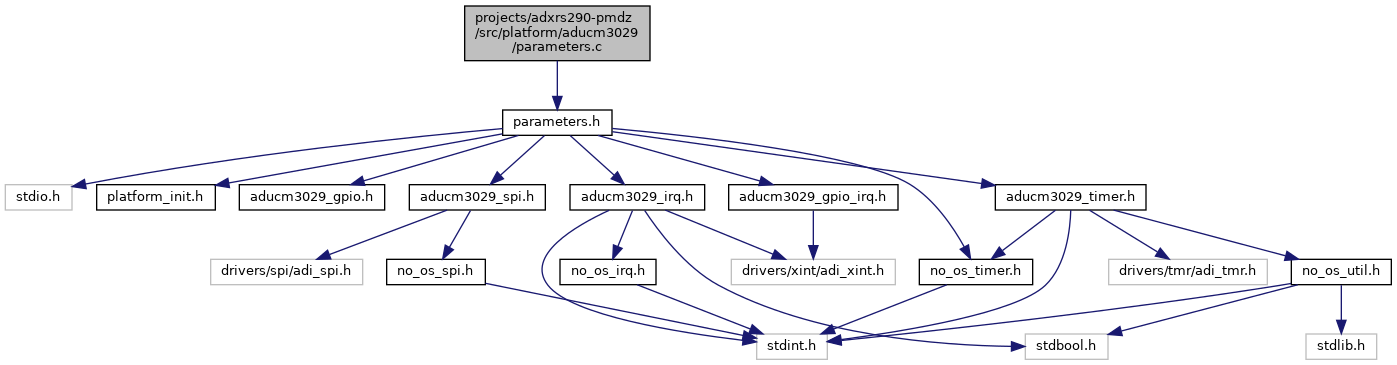 projects/adxrs290-pmdz
/src/platform/aducm3029
/parameters.c
parameters.h
stdio.h
platform_init.h
aducm3029_gpio.h
aducm3029_spi.h
aducm3029_irq.h
aducm3029_gpio_irq.h
aducm3029_timer.h
drivers/spi/adi_spi.h
no_os_spi.h
no_os_irq.h
drivers/xint/adi_xint.h
no_os_timer.h
drivers/tmr/adi_tmr.h
no_os_util.h
stdint.h
stdbool.h
stdlib.h